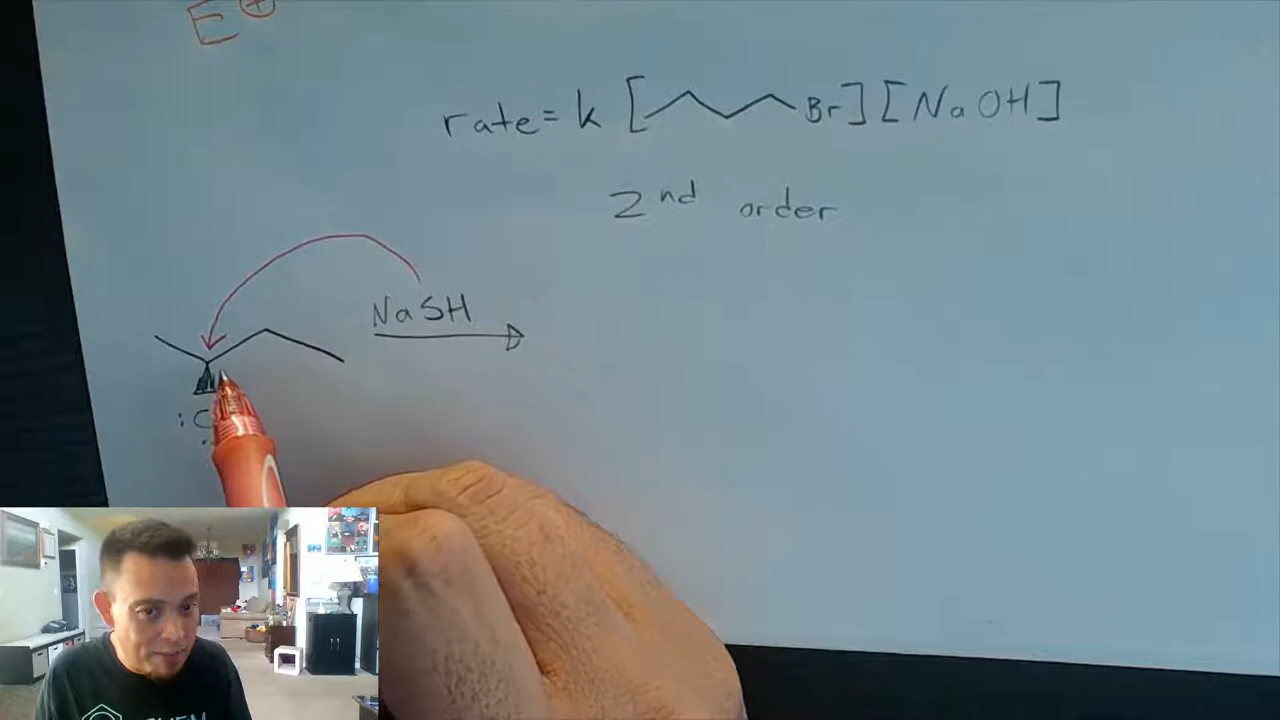 E⊕
rate=k[Br][NaOH]
2nd order
NaSH